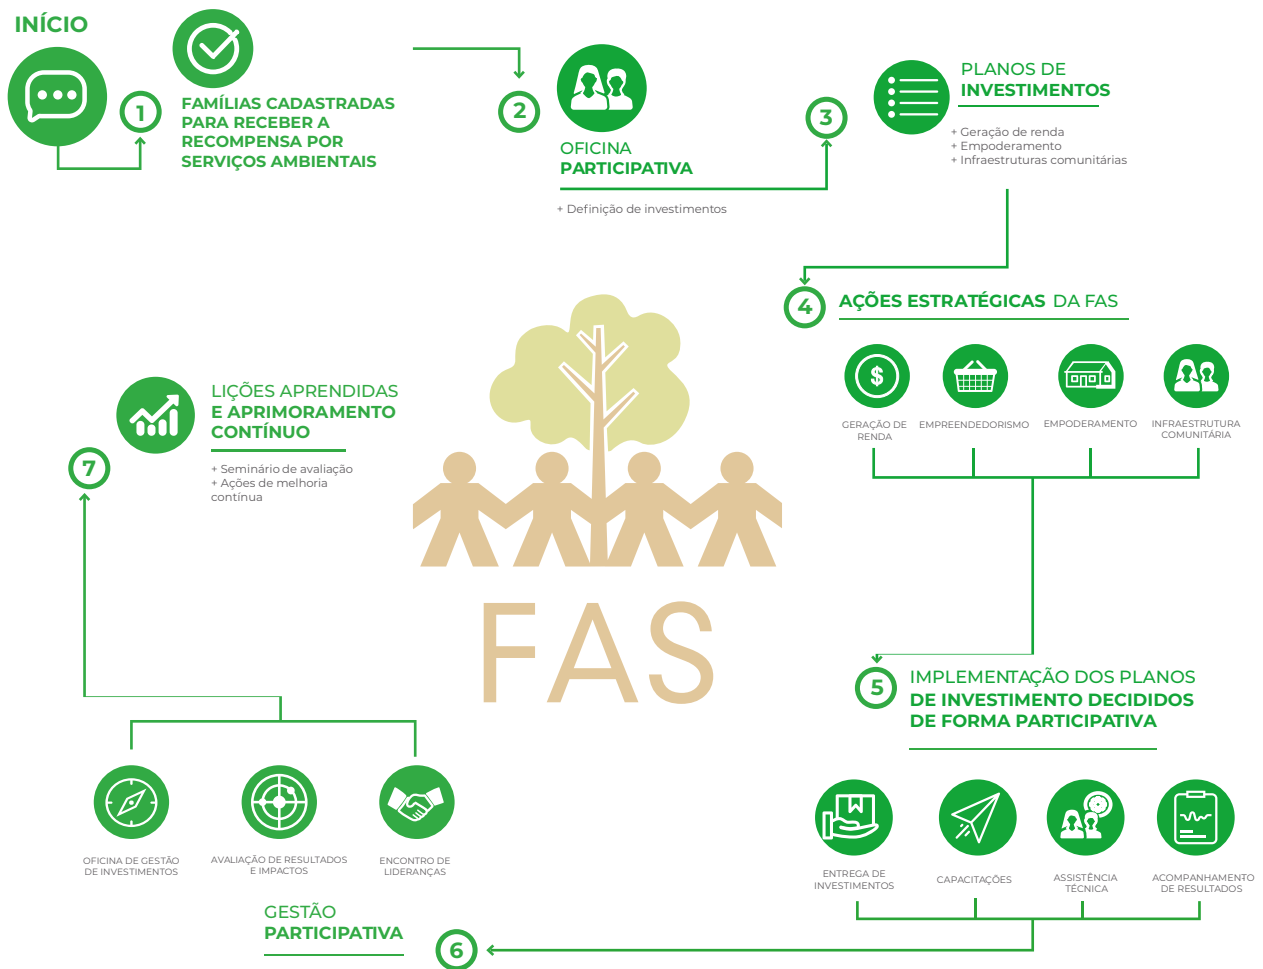 INÍCIO
1
FAMÍLIAS CADASTRADAS
PARA RECEBER A
RECOMPENSA POR
SERVIÇOS AMBIENTAIS
2
OFICINA
PARTICIPATIVA
+ Definição de investimentos
3
PLANOS DE
INVESTIMENTOS
+ Geração de renda
+ Empoderamento
+ Infraestruturas comunitárias
4
AÇÕES ESTRATÉGICAS DA FAS
$
GERAÇÃO DE
RENDA
EMPREENDEDORISMO
EMPODERAMENTO
INFRAESTRUTURA
COMUNITÁRIA
5
IMPLEMENTAÇÃO DOS PLANOS
DE INVESTIMENTO DECIDIDOS
DE FORMA PARTICIPATIVA
ENTREGA DE
INVESTIMENTOS
CAPACITAÇÕES
ASSISTÊNCIA
TÉCNICA
ACOMPANHAMENTO
DE RESULTADOS
6
GESTÃO
PARTICIPATIVA
OFICINA DE GESTÃO
DE INVESTIMENTOS
AVALIAÇÃO DE RESULTADOS
E IMPACTOS
ENCONTRO DE
LIDERANÇAS
7
LIÇÕES APRENDIDAS
E APRIMORAMENTO
CONTÍNUO
+ Seminário de avaliação
+ Ações de melhoria
contínua
FAS